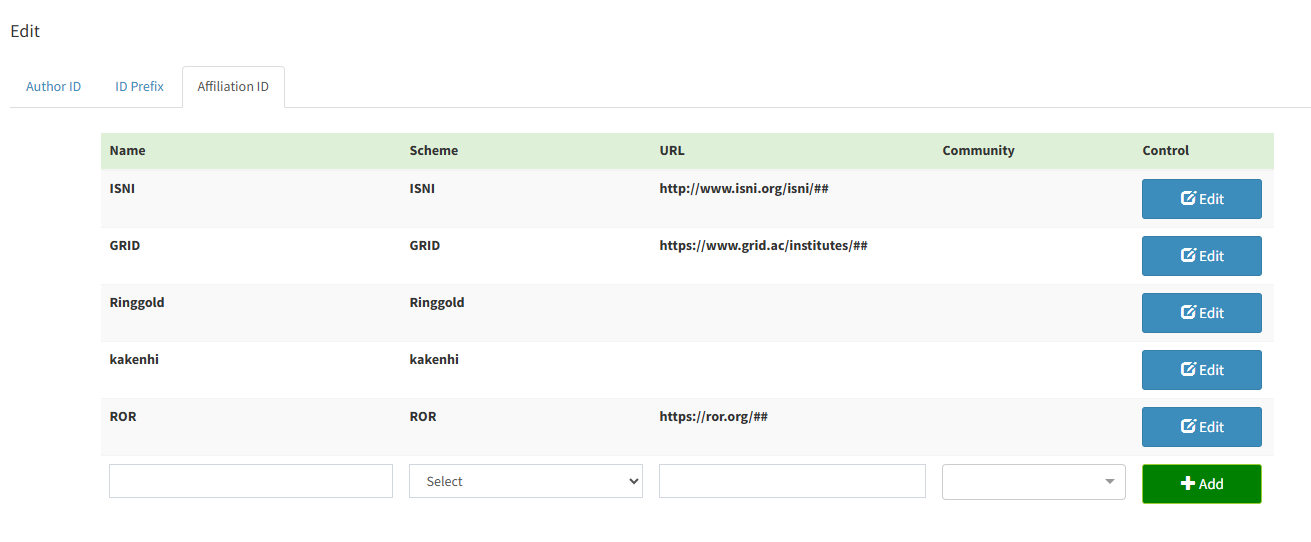 Edit
Author ID ID Prefix Affiliation ID
Name Scheme URL Community Control
ISNI ISNI http://www.isni.org/isni/## Edit
GRID GRID https://www.grid.ac/institutes/## Edit
Ringgold Ringgold Edit
kakenhi kakenhi Edit
ROR ROR https://ror.org/## Edit
Select Add